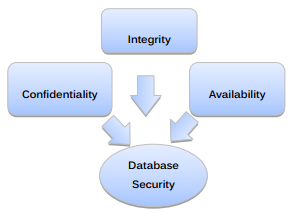 Integrity
Confidentiality
Availability
Database
Security